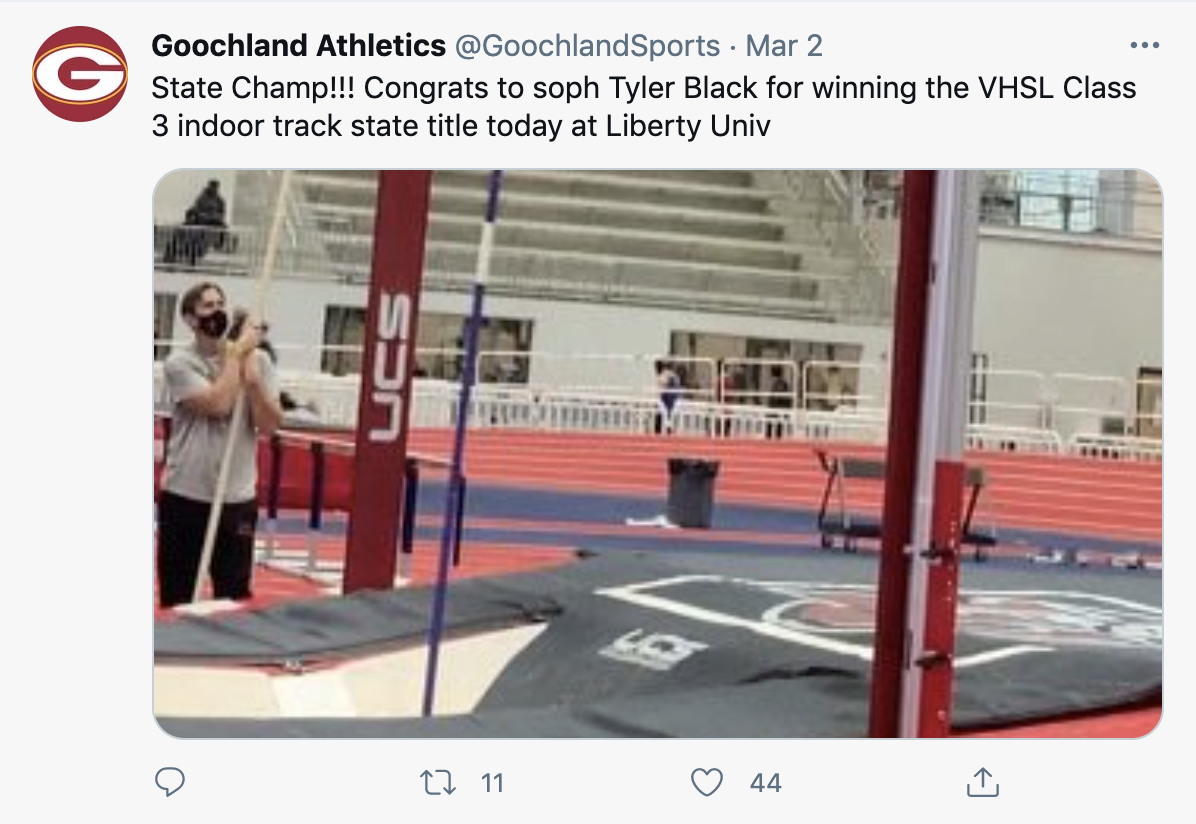 Goochland Athletics @GoochlandSports · Mar 2
State Champ!!! Congrats to soph Tyler Black for winning the VHSL Class
3 indoor track state title today at Liberty Univ
G
UCS
UCS
11
44